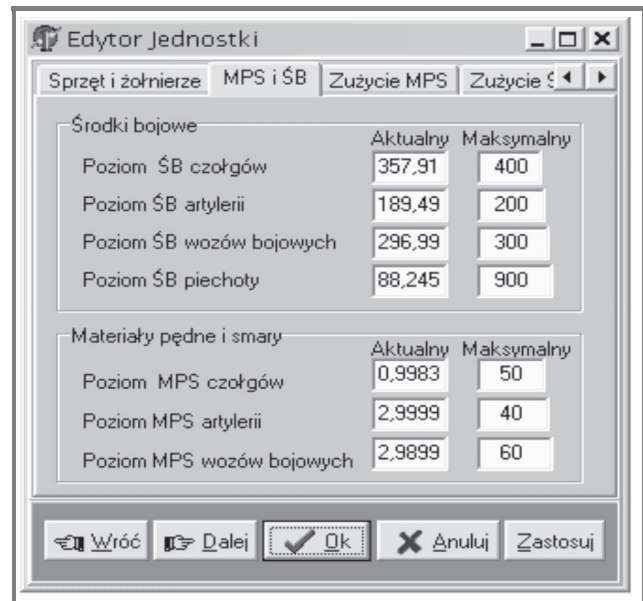 Edytor Jednostki
Sprzęt i żołnierze MPS i ŚB Zużycie MPS Zużycie Ś
Środki bojowe
Aktualny Maksymalny
Poziom ŚB czołgów 357,91 400
Poziom ŚB artylerii 189,49 200
Poziom ŚB wozów bojowych 296,99 300
Poziom ŚB piechoty 88,245 900
Materiały pędne i smary
Aktualny Maksymalny
Poziom MPS czołgów 0,9983 50
Poziom MPS artylerii 2,9999 40
Poziom MPS wozów bojowych 2,9899 60
Wróć Dalej Ok Anuluj Zastosuj